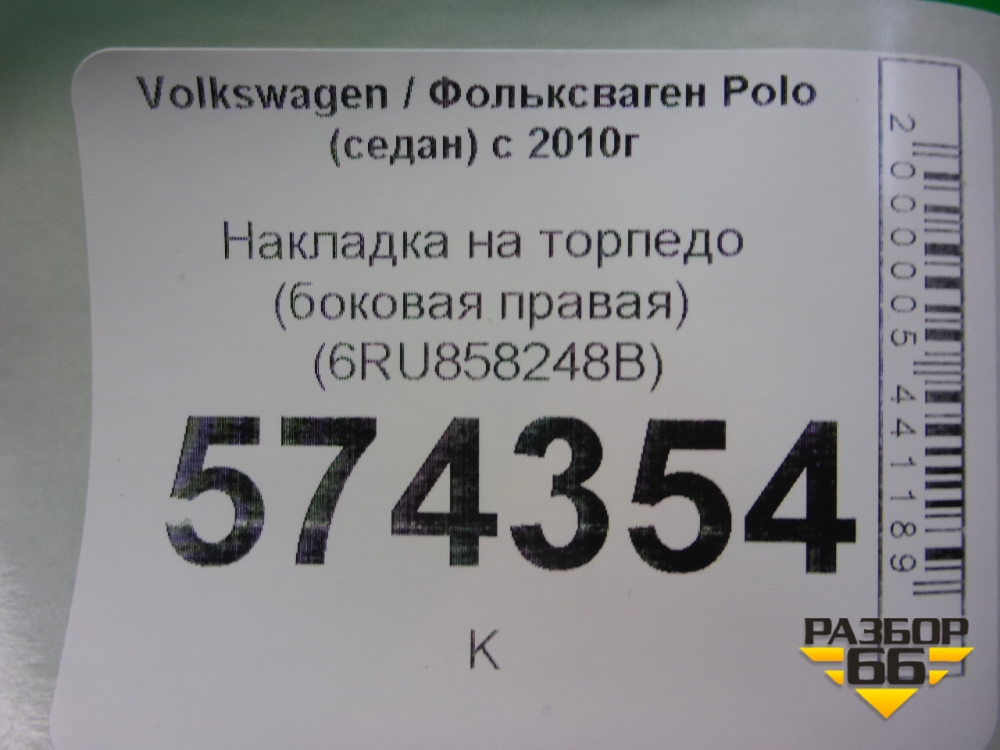 Volkswagen / Фольксваген Polo
(седан) с 2010г
Накладка на торпедо
(боковая правая)
(6RU858248B)
574354
К
2000005441189
РАЗБОР
66